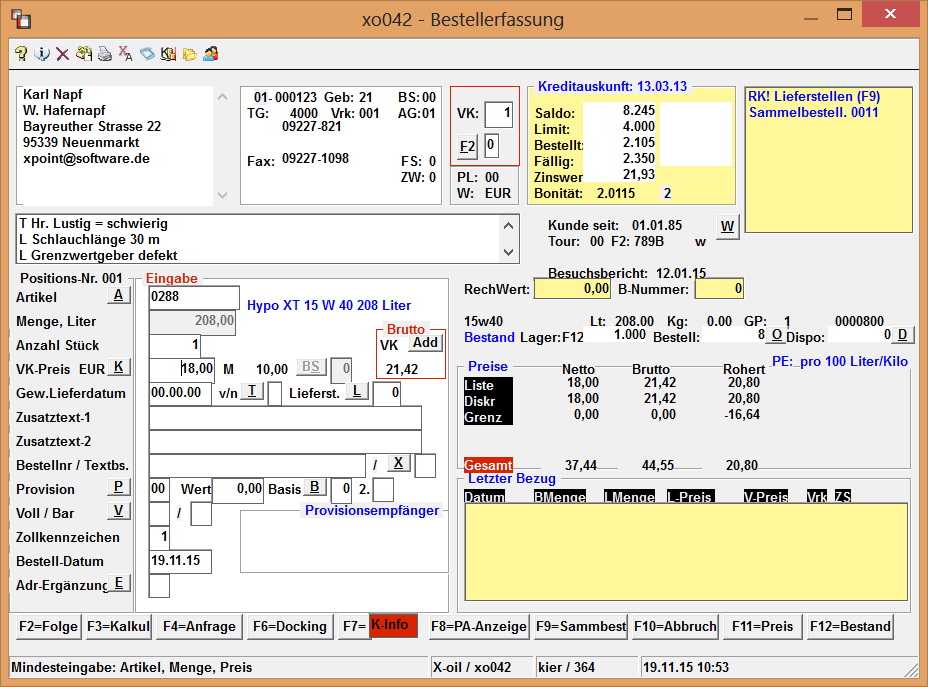 xo042 - Bestellerfassung
Karl Napf
W. Hafernapf
Bayreuther Strasse 22
95339 Neuenmarkt
xpoint@software.de
01- 000123 Geb: 21 BS: 00
TG: 4000 Vrk: 001 AG: 01
09227-821
Fax: 09227-1098 FS: 0
ZW: 0
VK: 1
F2 0
PL: 00
W: EUR
Kreditauskunft: 13.03.13
Saldo: 8.245
Limit: 4.000
Bestellt: 2.105
Fällig: 2.350
Zinswer 21,93
Bonität: 2.0115 2
RK! Lieferstellen (F9)
Sammelbestell. 0011
T Hr. Lustig = schwierig
L Schlauchlänge 30 m
L Grenzwertgeber defekt
Kunde seit: 01.01.85 W
Tour: 00 F2: 789B w
Besuchsbericht: 12.01.15
RechWert: 0,00 B-Nummer: 0
Positions-Nr. 001 Eingabe
Artikel A 0288 Hypo XT 15 W 40 208 Liter
Menge, Liter 208,00
Anzahl Stück 1
Brutto
VK Add
21,42
VK-Preis EUR K 18,00 M 10,00 BS 0
Gew.Lieferdatum 00.00.00 v/n T Lieferst. L 0
Zusatztext-1
Zusatztext-2
Bestellnr / Textbs. / X
Provision P 00 Wert 0,00 Basis B 0 2.
Voll / Bar V / Provisionsempfänger
Zollkennzeichen 1
Bestell-Datum 19.11.15
Adr-Ergänzung E
15w40 Lt: 208.00 Kg: 0.00 GP: 1 0000800
Bestand Lager:F12 1.000 Bestell: 8 O Dispo: 0 D
PE:_pro 100 Liter/Kilo
Preise Netto Brutto Rohert
Liste 18,00 21,42 20,80
Diskr 18,00 21,42 20,80
Grenz 0,00 0,00 -16,64
Gesamt 37,44 44,55 20,80
Letzter Bezug
Datum BMenge LMenge L-Preis V-Preis Vrk ZS
F2=Folge F3=Kalkul F4=Anfrage F6=Docking F7= K-Info F8=PA-Anzeige F9=Sammbest F10=Abbruch F11=Preis F12=Bestand
Mindesteingabe: Artikel, Menge, Preis X-oil / xo042 kier / 364 19.11.15 10:53